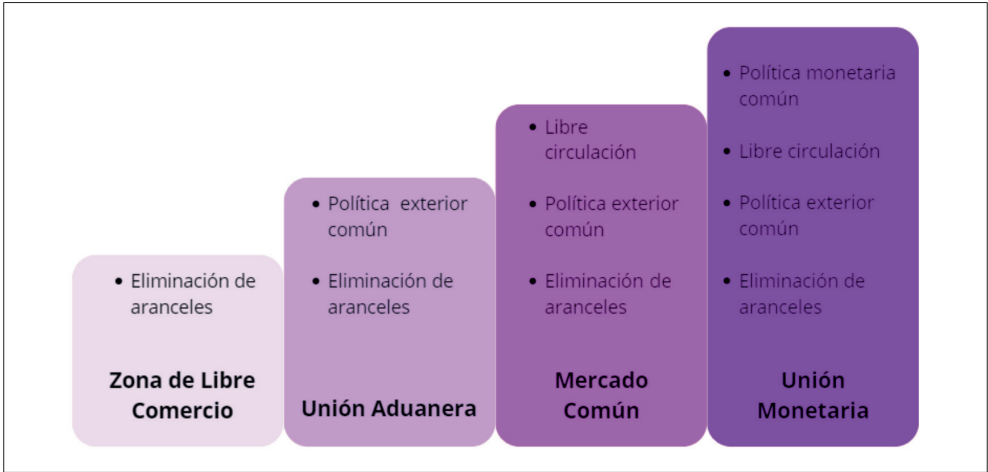 Eliminación de
aranceles
Zona de Libre
Comercio
Política exterior
común
Eliminación de
aranceles
Unión Aduanera
Libre
circulación
Política exterior
común
Eliminación de
aranceles
Mercado
Común
Política monetaria
común
Libre circulación
Política exterior
común
Eliminación de
aranceles
Unión
Monetaria